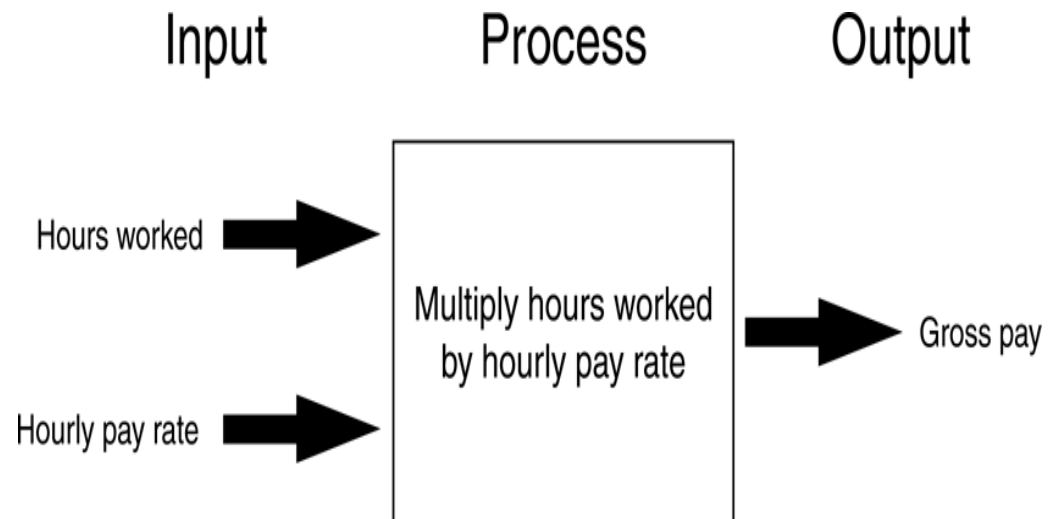 Input Process Output
Hours worked
Multiply hours worked
by hourly pay rate
Gross pay
Hourly pay rate